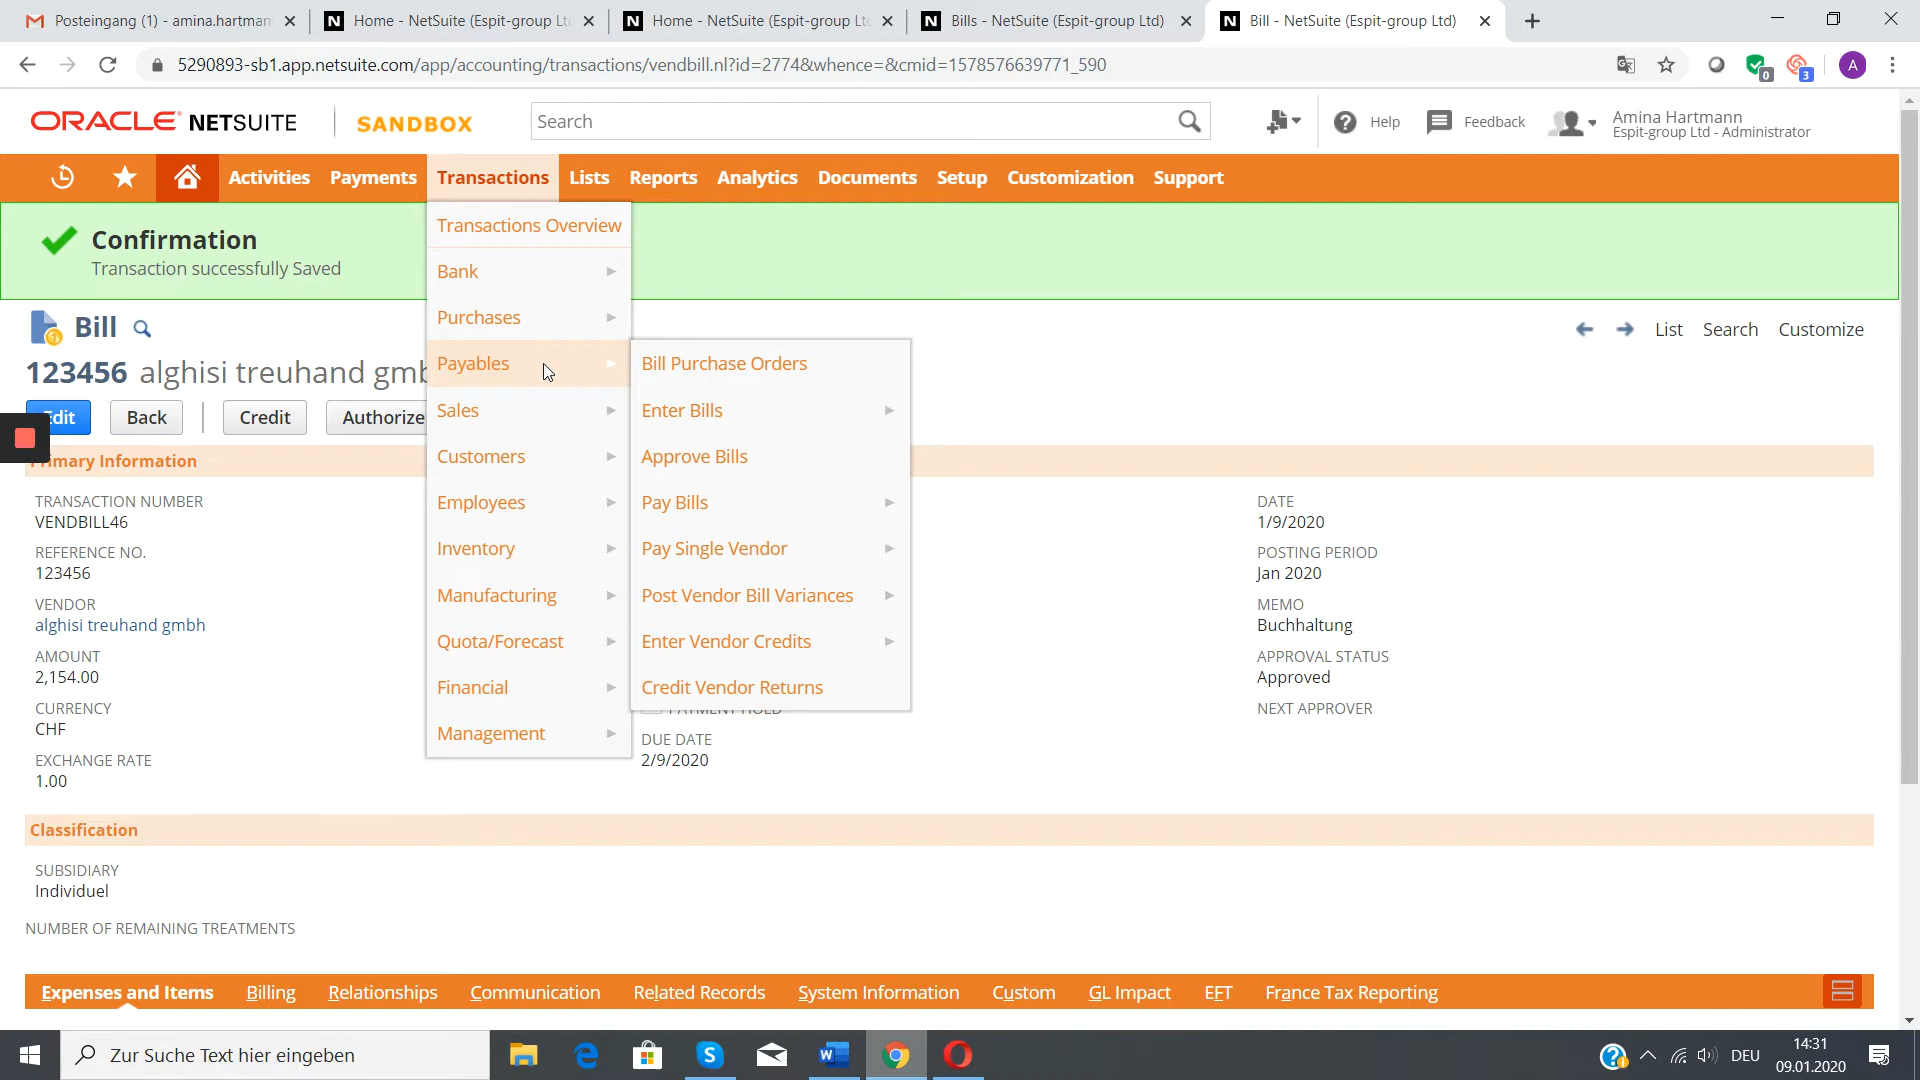 Posteingang (1) - amina.hartman
Home - NetSuite (Espit-group Ltd
Home - NetSuite (Espit-group Ltd
Bills - NetSuite (Espit-group Ltd)
Bill - NetSuite (Espit-group Ltd)
5290893-sb1.app.netsuite.com/app/accounting/transactions/vendbill.nl?id=2774&whence=&cmid=1578576639771_590
0
3
A
ORACLE NETSUITE
SANDBOX
Search
Help
Feedback
Amina Hartmann
Espit-group Ltd - Administrator
Activities
Payments
Transactions
Lists
Reports
Analytics
Documents
Setup
Customization
Support
Confirmation
Transaction successfully Saved
Transactions Overview
Bank
Purchases
Payables
Sales
Customers
Employees
Inventory
Manufacturing
Quota/Forecast
Financial
Management
Bill Purchase Orders
Enter Bills
Approve Bills
Pay Bills
Pay Single Vendor
Post Vendor Bill Variances
Enter Vendor Credits
Credit Vendor Returns
Bill
List
Search
Customize
123456 alghisi treuhand gmb
Edit
Back
Credit
Authorize
Primary Information
TRANSACTION NUMBER
VENDBILL46
REFERENCE NO.
123456
VENDOR
alghisi treuhand gmbh
AMOUNT
2,154.00
CURRENCY
CHF
EXCHANGE RATE
1.00
PAYMENT HOLD
DUE DATE
2/9/2020
DATE
1/9/2020
POSTING PERIOD
Jan 2020
MEMO
Buchhaltung
APPROVAL STATUS
Approved
NEXT APPROVER
Classification
SUBSIDIARY
Individuel
NUMBER OF REMAINING TREATMENTS
Expenses and Items
Billing
Relationships
Communication
Related Records
System Information
Custom
GL Impact
EFT
France Tax Reporting
Zur Suche Text hier eingeben
DEU
14:31
09.01.2020